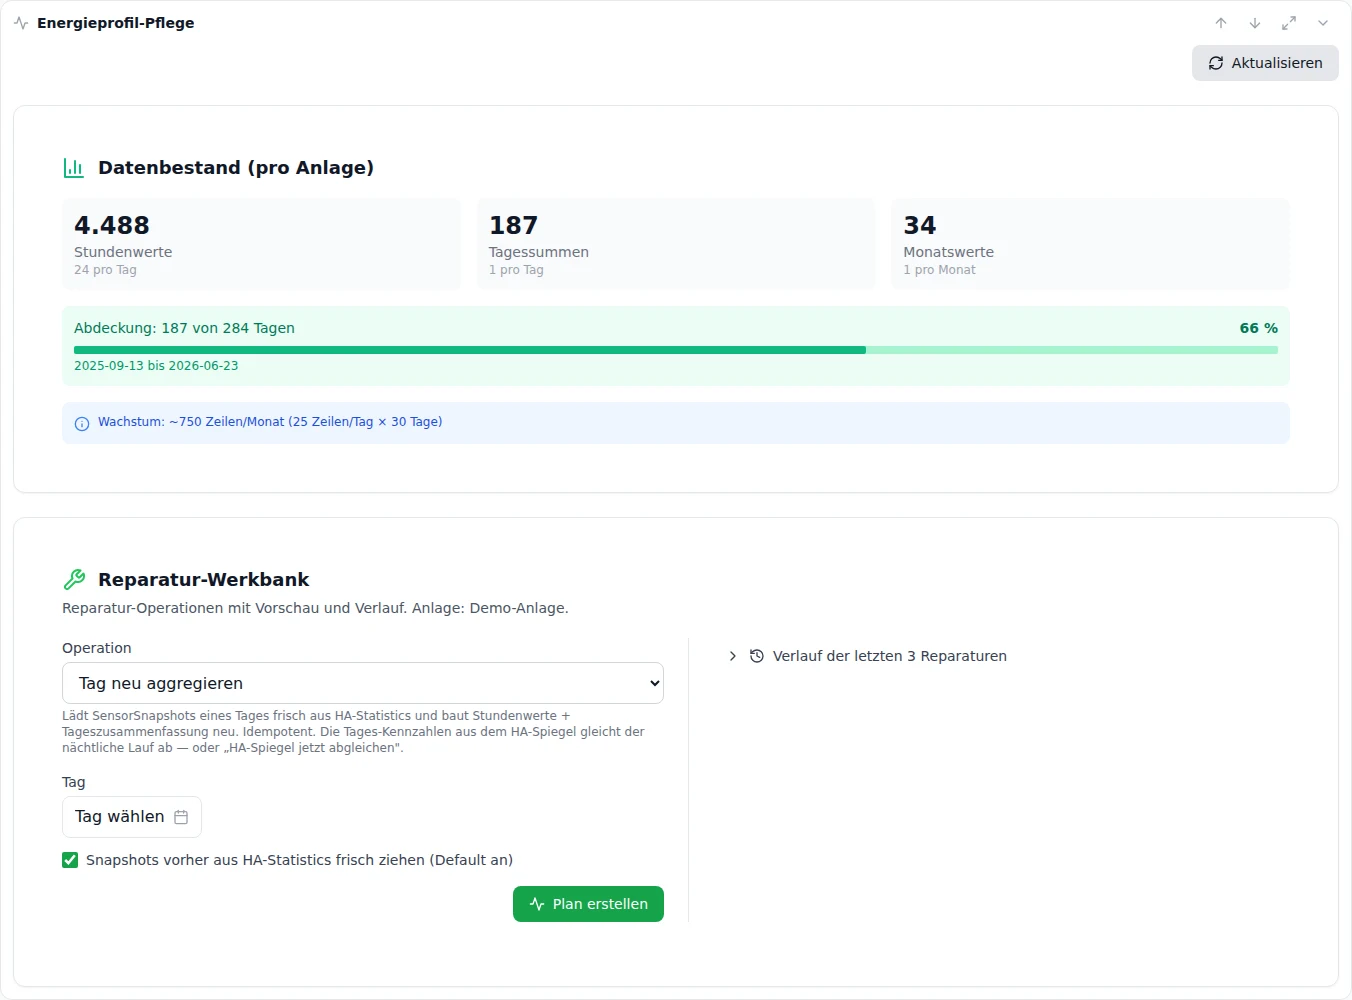 Energieprofil-Pflege
Aktualisieren
Datenbestand (pro Anlage)
4.488
Stundenwerte
24 pro Tag
187
Tagessummen
1 pro Tag
34
Monatswerte
1 pro Monat
Abdeckung: 187 von 284 Tagen
66 %
2025-09-13 bis 2026-06-23
Wachstum: ~750 Zeilen/Monat (25 Zeilen/Tag × 30 Tage)
Reparatur-Werkbank
Reparatur-Operationen mit Vorschau und Verlauf. Anlage: Demo-Anlage.
Operation
Tag neu aggregieren
Lädt SensorSnapshots eines Tages frisch aus HA-Statistics und baut Stundenwerte +
Tageszusammenfassung neu. Idempotent. Die Tages-Kennzahlen aus dem HA-Spiegel gleicht der
nächtliche Lauf ab — oder „HA-Spiegel jetzt abgleichen".
Tag
Tag wählen
Snapshots vorher aus HA-Statistics frisch ziehen (Default an)
Plan erstellen
Verlauf der letzten 3 Reparaturen